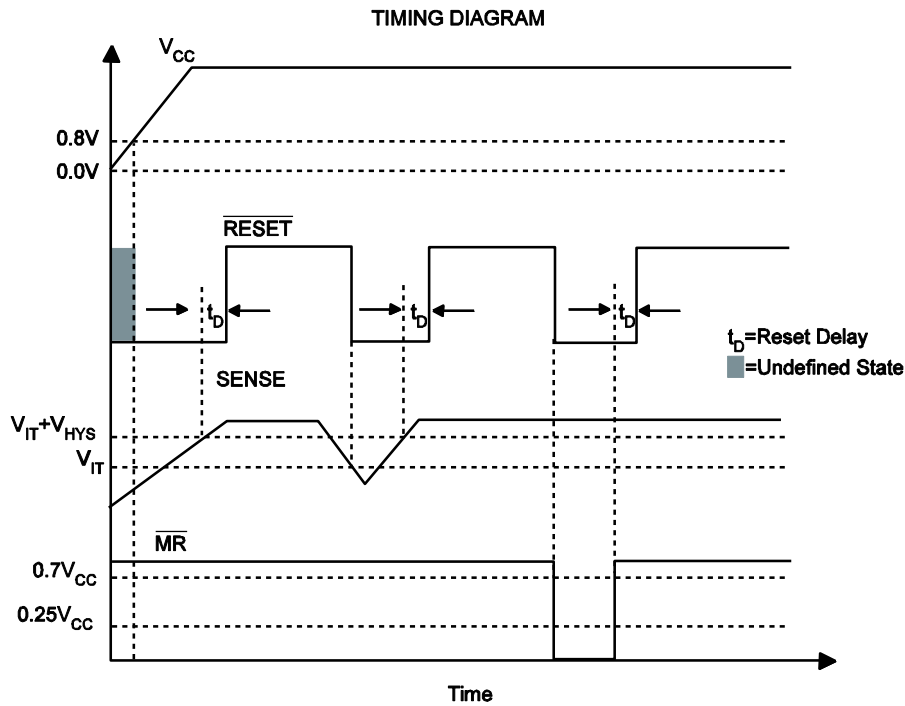 TIMING DIAGRAM
VCC
0.8V
0.0V
RESET
tD
tD
tD
tD=Reset Delay
=Undefined State
SENSE
VIT+VHYS
VIT
MR
0.7VCC
0.25VCC
Time